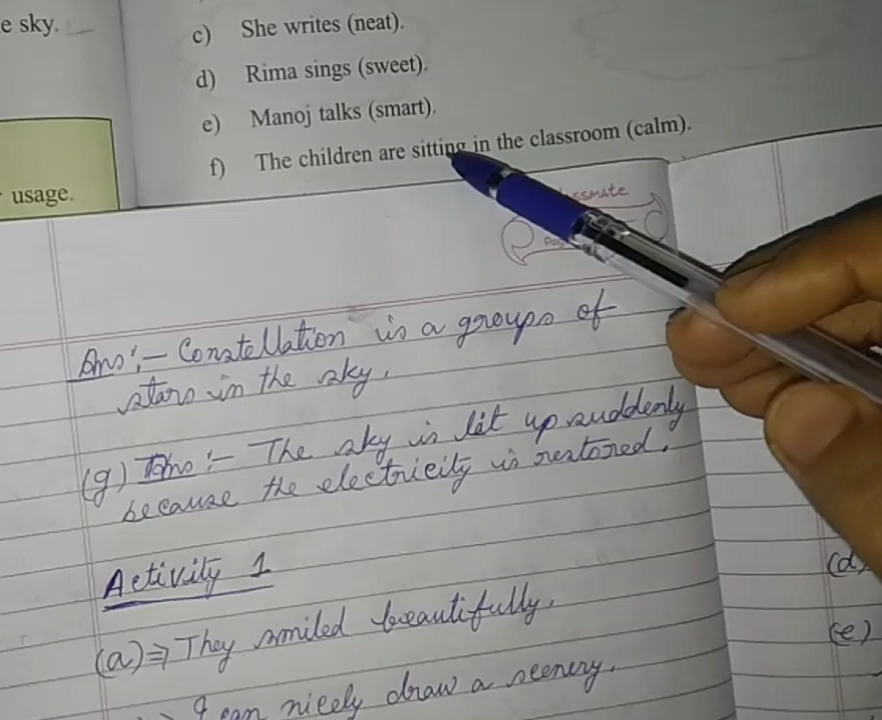 e sky.
c) She writes (neat).
d) Rima sings (sweet).
e) Manoj talks (smart).
f) The children are sitting in the classroom (calm).
usage.
Ans:- Constellation is a groups of
stars in the sky.
(g) Ans:- The sky is lit up suddenly
because the electricity is restored.
Activity 1
(a)⇒ They smiled beautifully.
I can nicely draw a scenery.
(d)
(e)